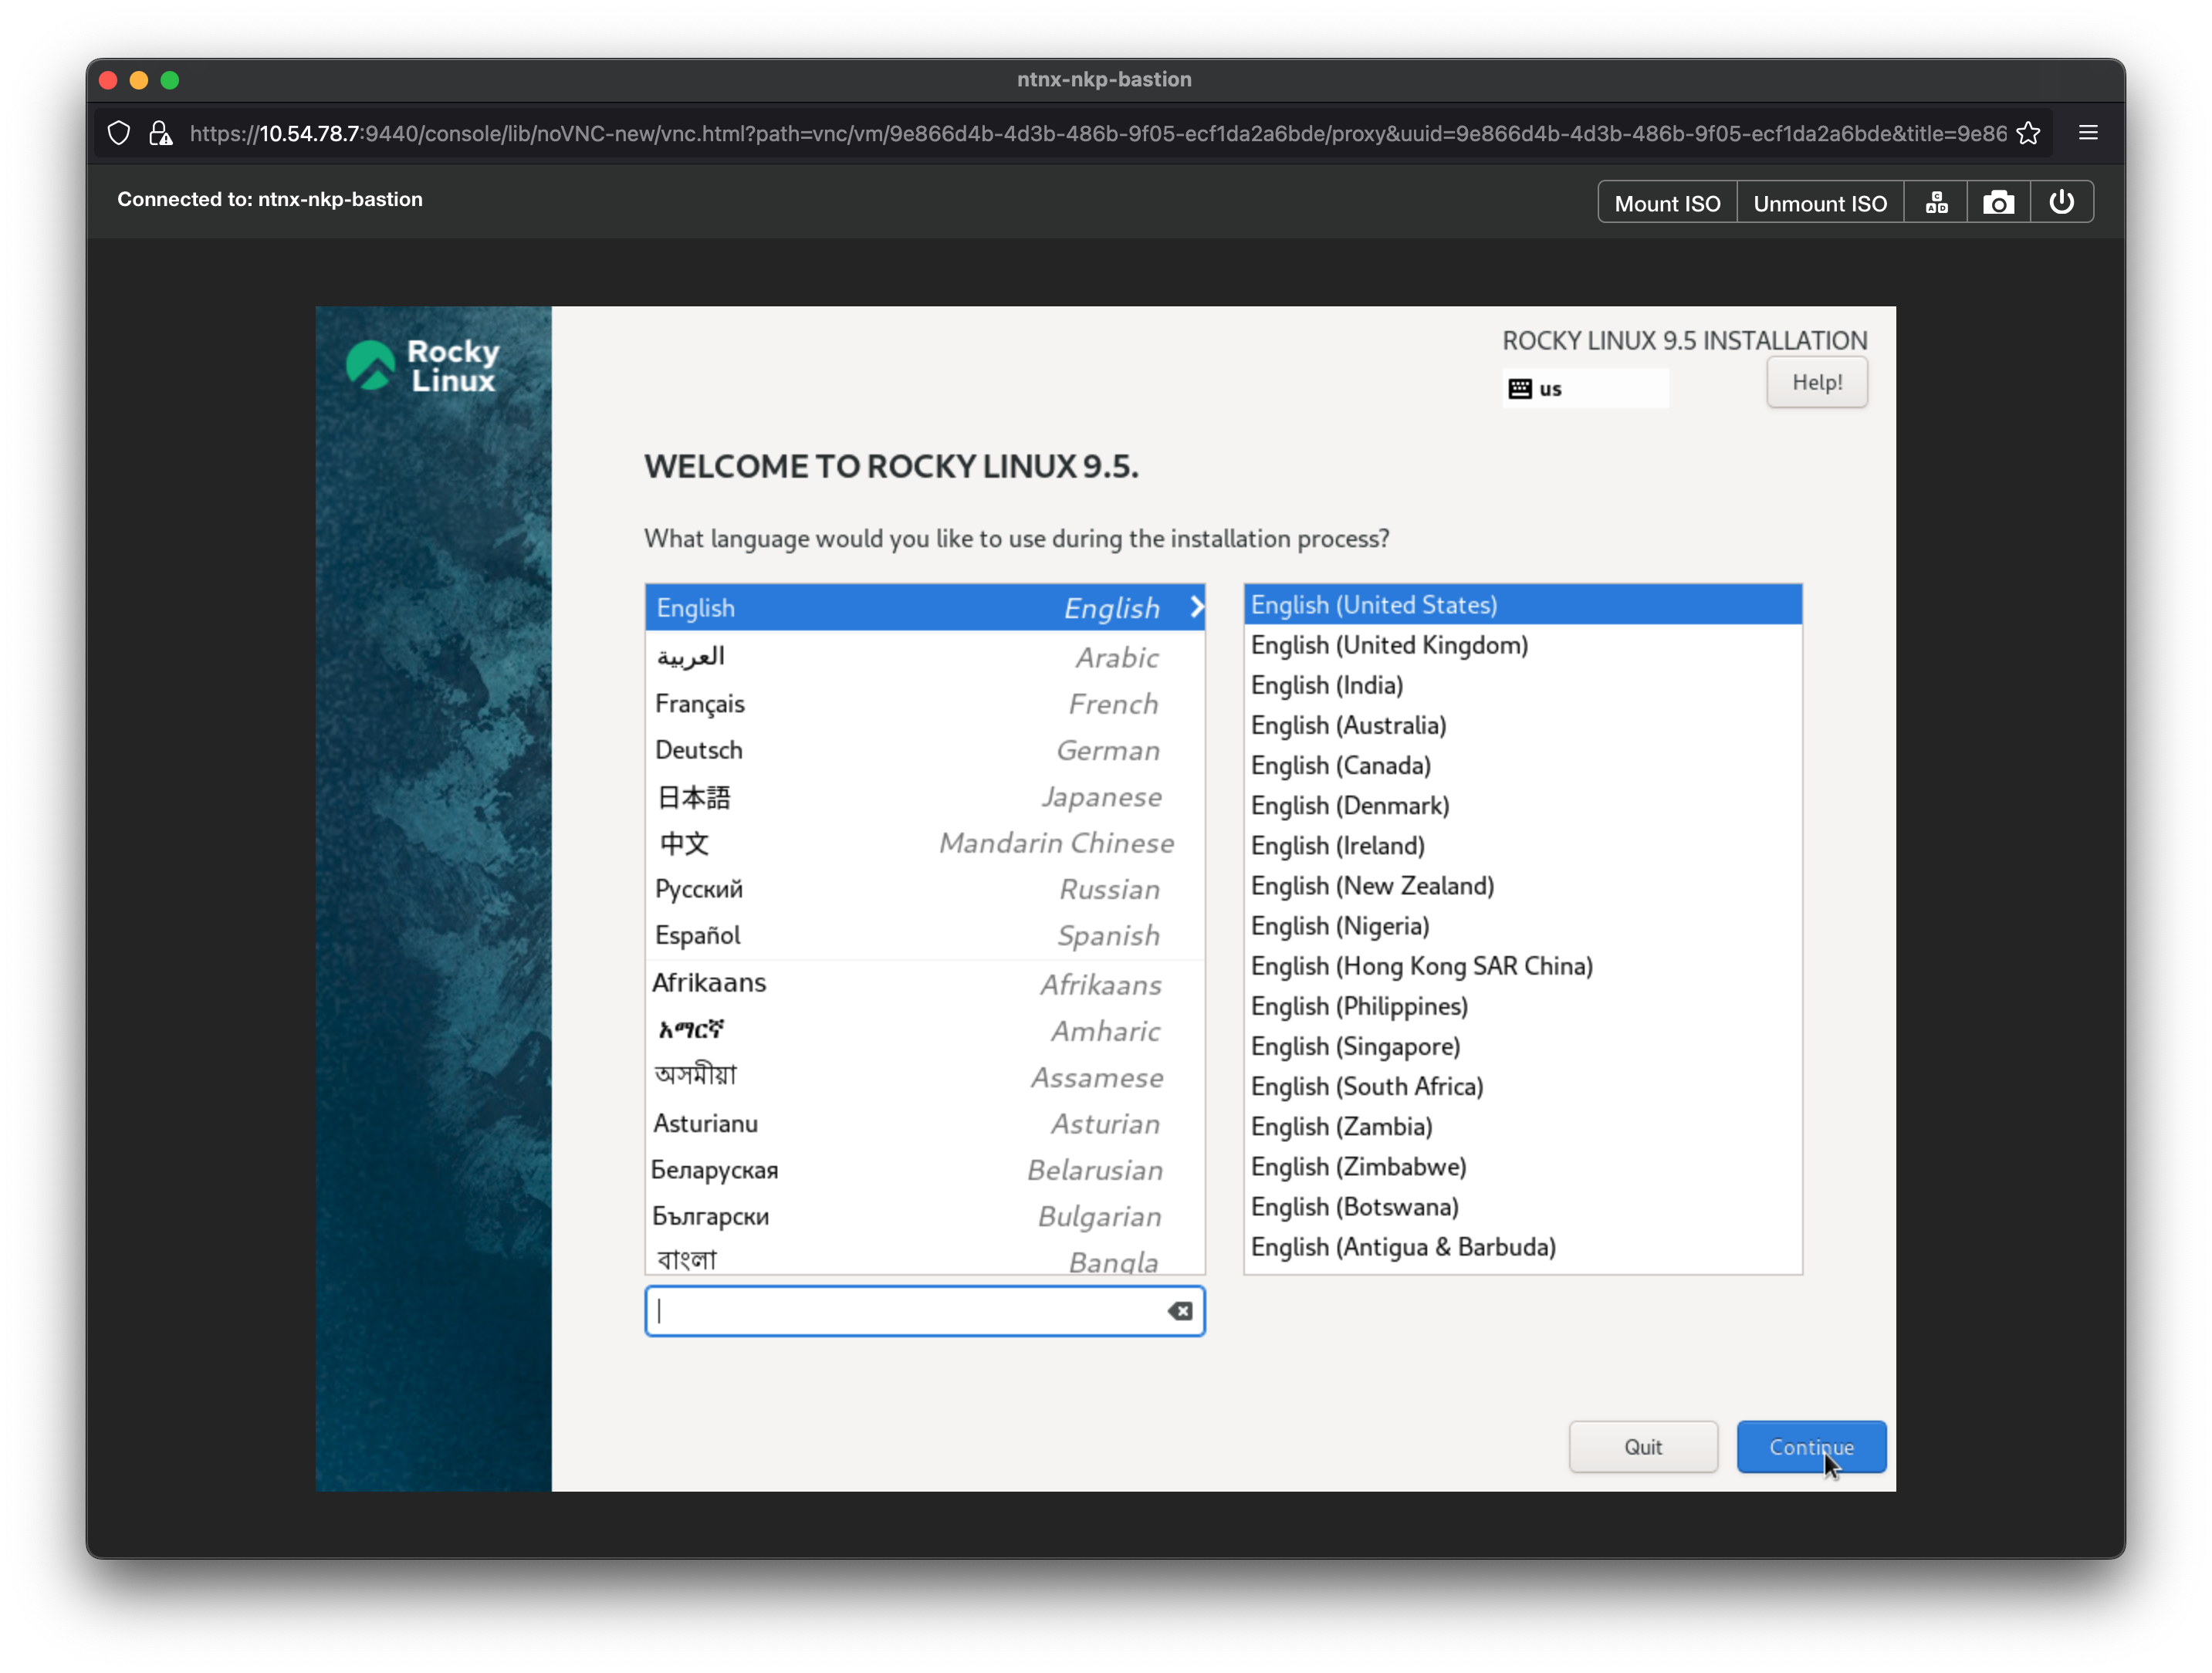 ntnx-nkp-bastion
https://10.54.78.7:9440/console/lib/noVNC-new/vnc.html?path=vnc/vm/9e866d4b-4d3b-486b-9f05-ecf1da2a6bde/proxy&uuid=9e866d4b-4d3b-486b-9f05-ecf1da2a6bde&title=9e86
Connected to: ntnx-nkp-bastion
Mount ISO
Unmount ISO
C A D
Rocky
Linux
ROCKY LINUX 9.5 INSTALLATION
us
Help!
WELCOME TO ROCKY LINUX 9.5.
What language would you like to use during the installation process?
English English
العربية Arabic
Français French
Deutsch German
日本語 Japanese
中文 Mandarin Chinese
Русский Russian
Español Spanish
Afrikaans Afrikaans
አማርኛ Amharic
অসমীয়া Assamese
Asturianu Asturian
Беларуская Belarusian
Български Bulgarian
বাংলা Bangla
English (United States)
English (United Kingdom)
English (India)
English (Australia)
English (Canada)
English (Denmark)
English (Ireland)
English (New Zealand)
English (Nigeria)
English (Hong Kong SAR China)
English (Philippines)
English (Singapore)
English (South Africa)
English (Zambia)
English (Zimbabwe)
English (Botswana)
English (Antigua & Barbuda)
Quit
Continue